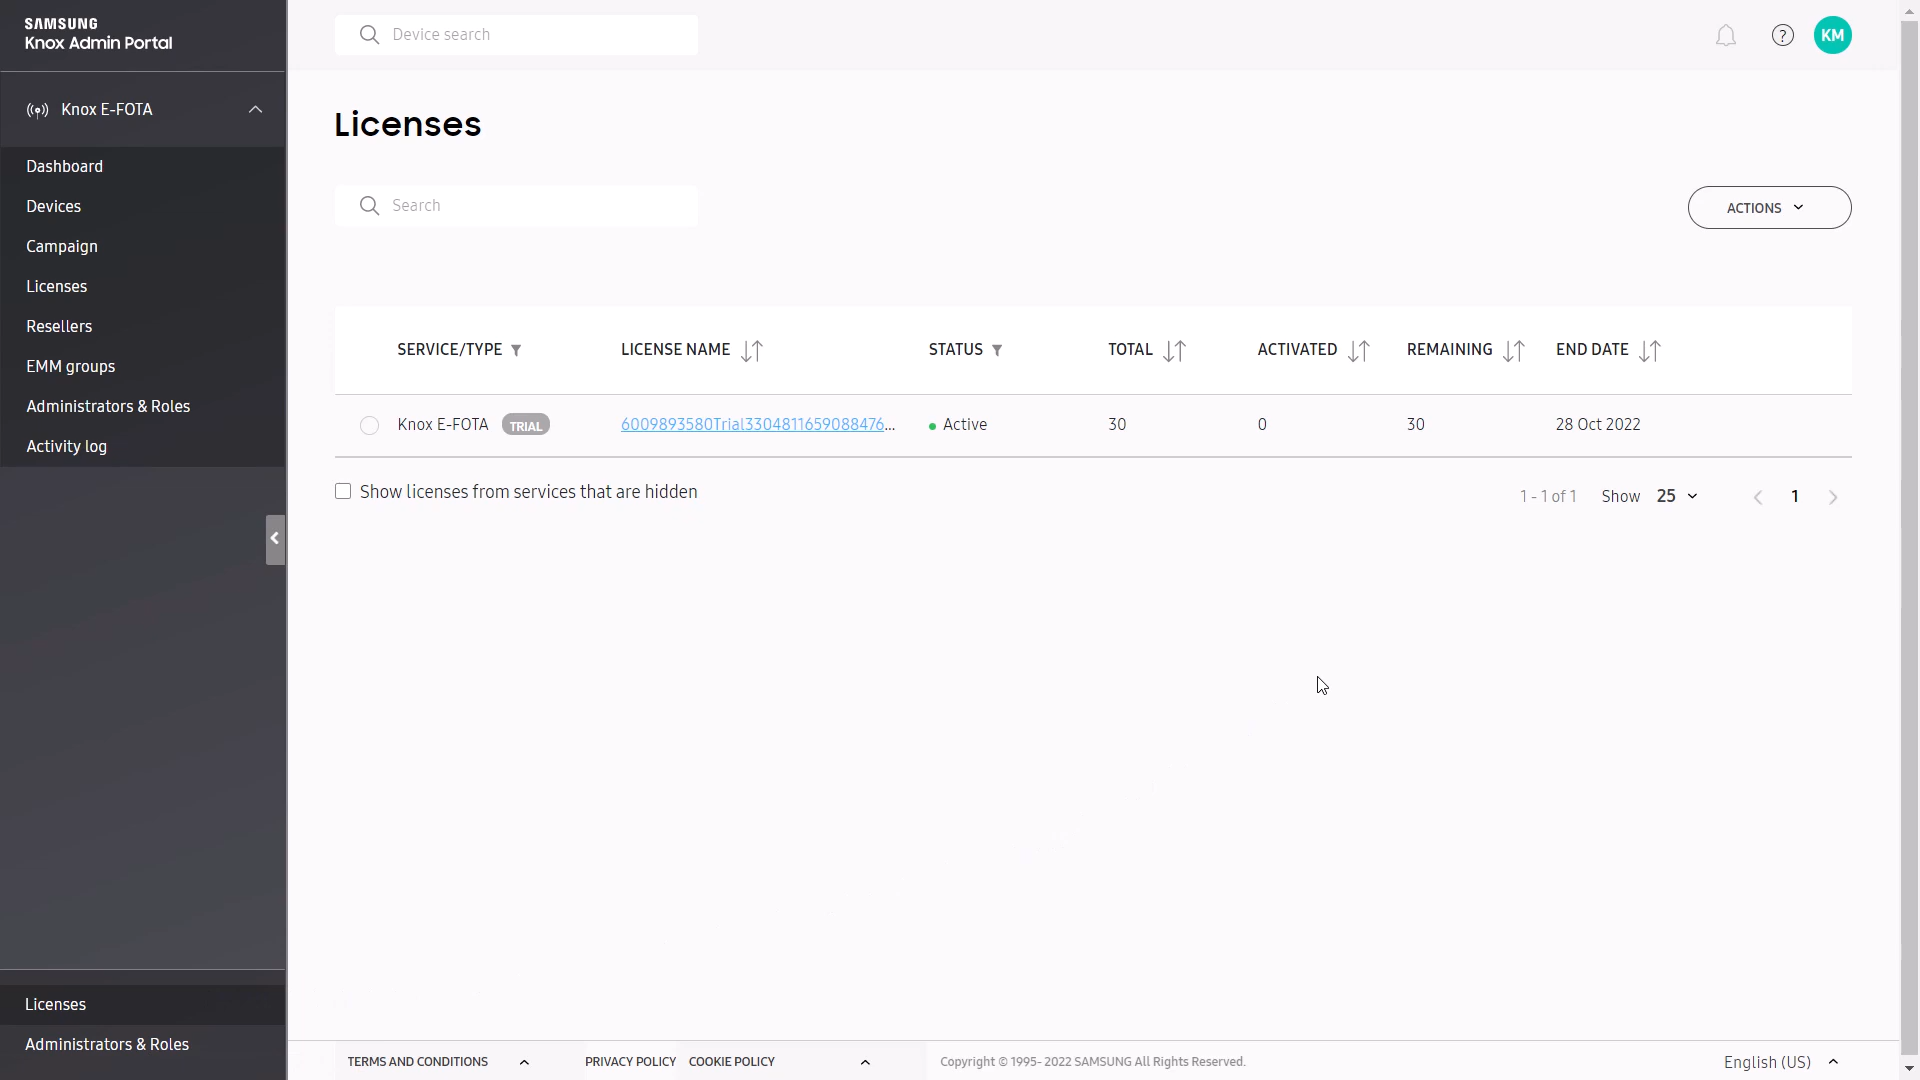 SAMSUNG
Knox Admin Portal
Device search
?
KM
Knox E-FOTA
Dashboard
Devices
Campaign
Licenses
Resellers
EMM groups
Administrators & Roles
Activity log
Licenses
Search
ACTIONS
SERVICE/TYPE LICENSE NAME STATUS TOTAL ACTIVATED REMAINING END DATE
Knox E-FOTA TRIAL 6009893580Trial3304811659088476... Active 30 0 30 28 Oct 2022
Show licenses from services that are hidden
1 - 1 of 1 Show 25 1
Licenses
Administrators & Roles
TERMS AND CONDITIONS PRIVACY POLICY COOKIE POLICY Copyright © 1995- 2022 SAMSUNG All Rights Reserved. English (US)